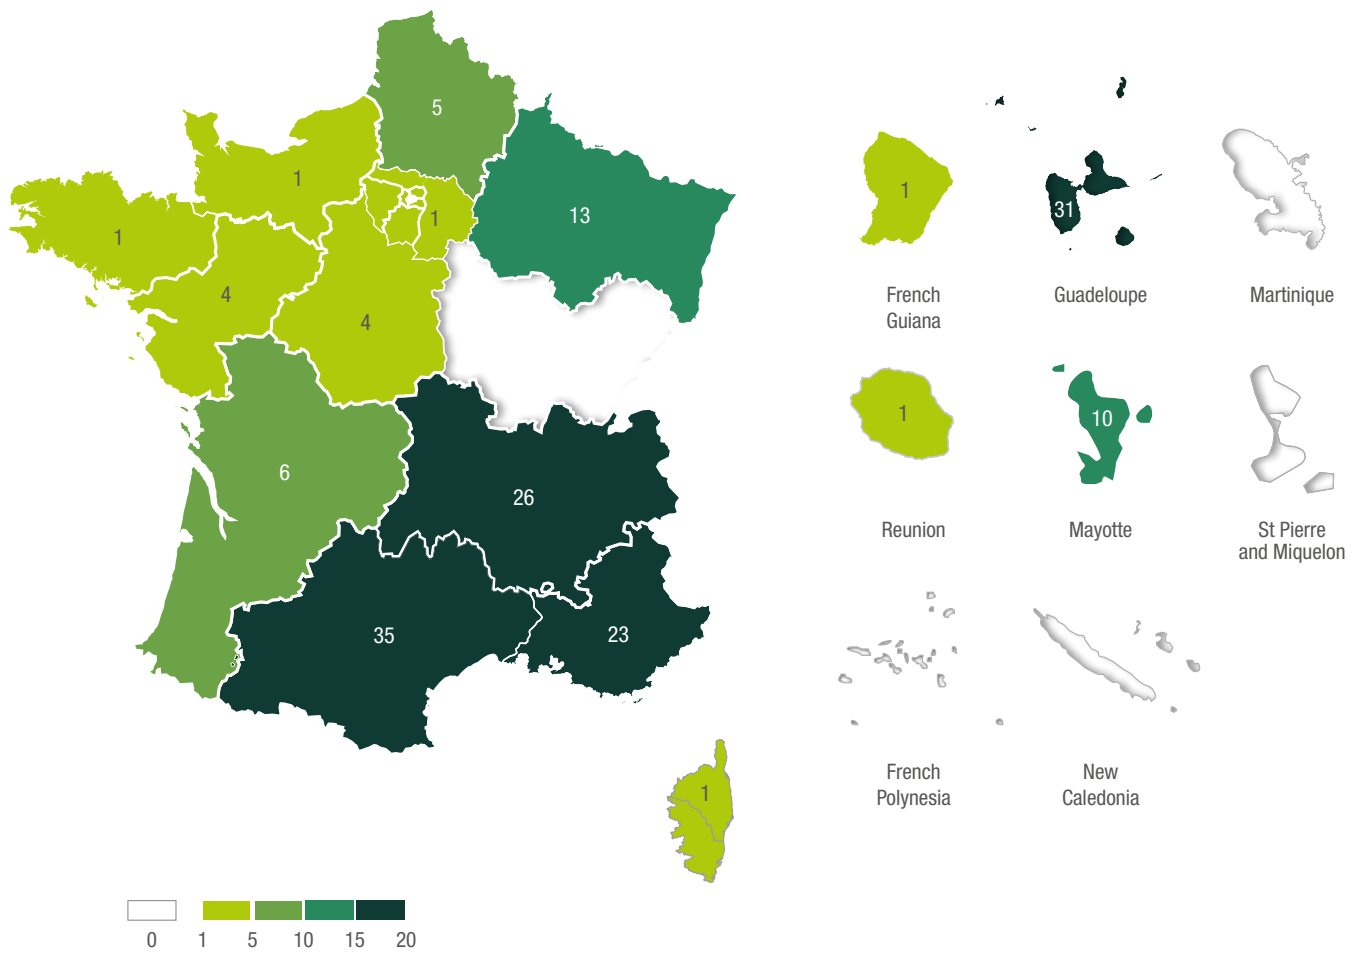 5
1
1
1
13
4
4
6
26
35
23
1
1
French
Guiana
31
Guadeloupe
Martinique
1
Reunion
10
Mayotte
St Pierre
and Miquelon
French
Polynesia
New
Caledonia
0 1 5 10 15 20